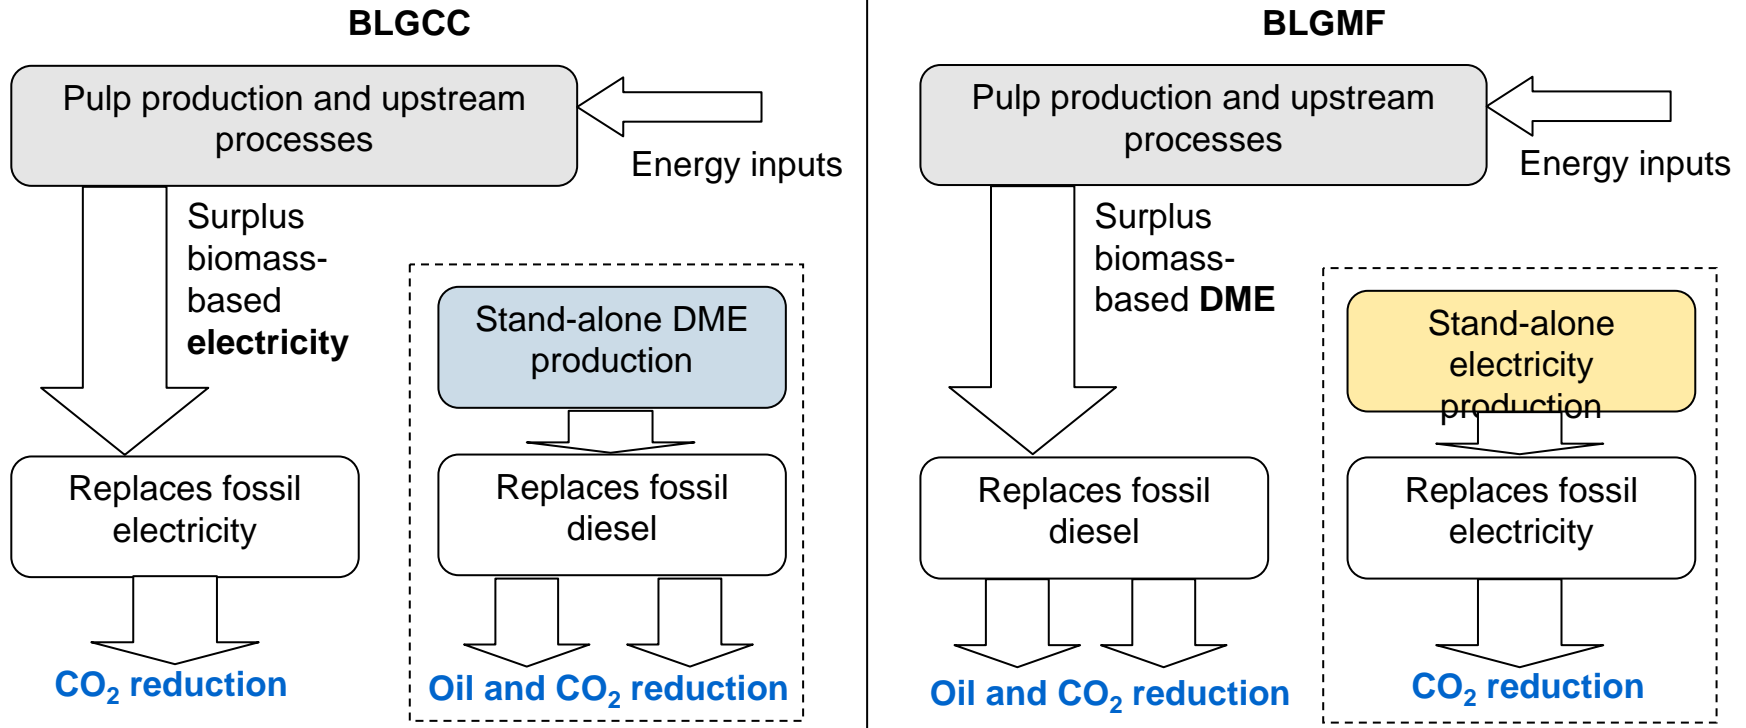 BLGCC
Pulp production and upstream
processes
Energy inputs
Surplus
biomass-
based
electricity
Stand-alone DME
production
Replaces fossil
electricity
Replaces fossil
diesel
CO2 reduction
Oil and CO2 reduction
BLGMF
Pulp production and upstream
processes
Energy inputs
Surplus
biomass-
based DME
Stand-alone
electricity
production
Replaces fossil
diesel
Replaces fossil
electricity
Oil and CO2 reduction
CO2 reduction